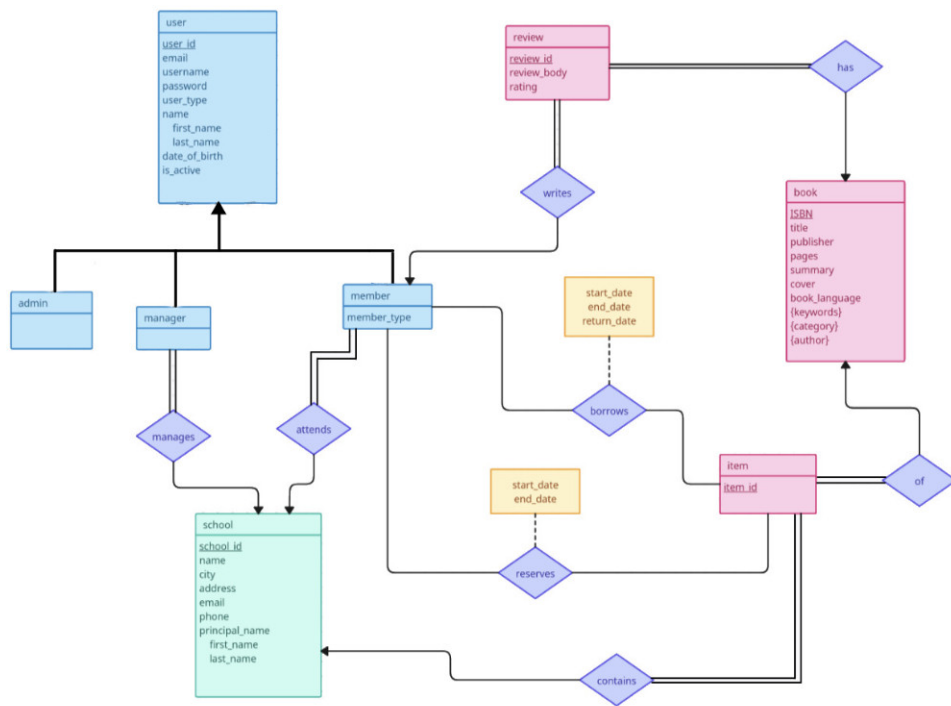 user
user_id
email
username
password
user_type
name
first_name
last_name
date_of_birth
is_active
review
review_id
review_body
rating
has
writes
book
ISBN
title
publisher
pages
summary
cover
book_language
{keywords}
{category}
{author}
admin
manager
member
member_type
start_date
end_date
return_date
manages
attends
borrows
item
item_id
of
start_date
end_date
reserves
school
school_id
name
city
address
email
phone
principal_name
first_name
last_name
contains